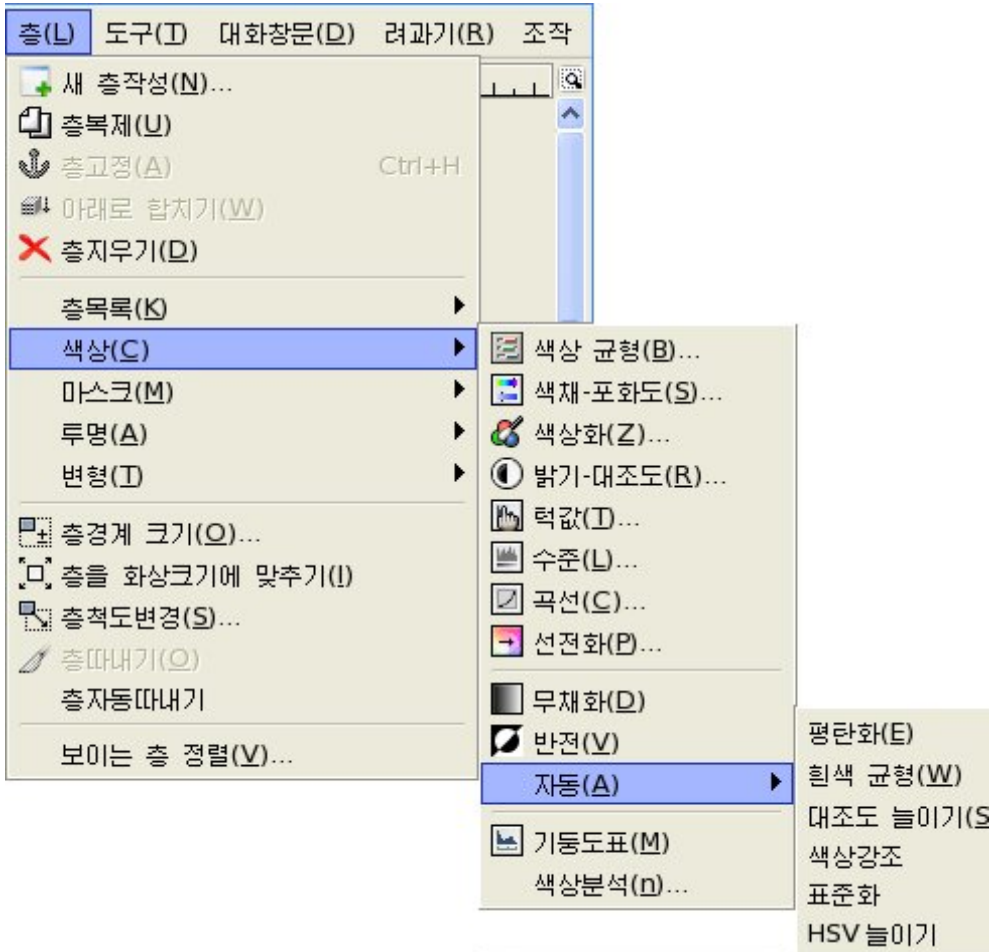 층(L) 도구(T) 대화창문(D) 려과기(R) 조작
새 층작성(N)...
층복제(U)
층고정(A) Ctrl+H
아래로 합치기(W)
층지우기(D)
층목록(K)
색상(C)
마스크(M)
투명(A)
변형(T)
층경계 크기(O)...
층을 화상크기에 맞추기(I)
층척도변경(S)...
층따내기(O)
층자동따내기
보이는 층 정렬(V)...
색상 균형(B)...
색채-포화도(S)...
색상화(Z)...
밝기-대조도(R)...
턱값(T)...
수준(L)...
곡선(C)...
선전화(P)...
무채화(D)
반전(V)
자동(A)
기둥도표(M)
색상분석(n)...
평탄화(E)
흰색 균형(W)
대조도 늘이기(S
색상강조
표준화
HSV 늘이기